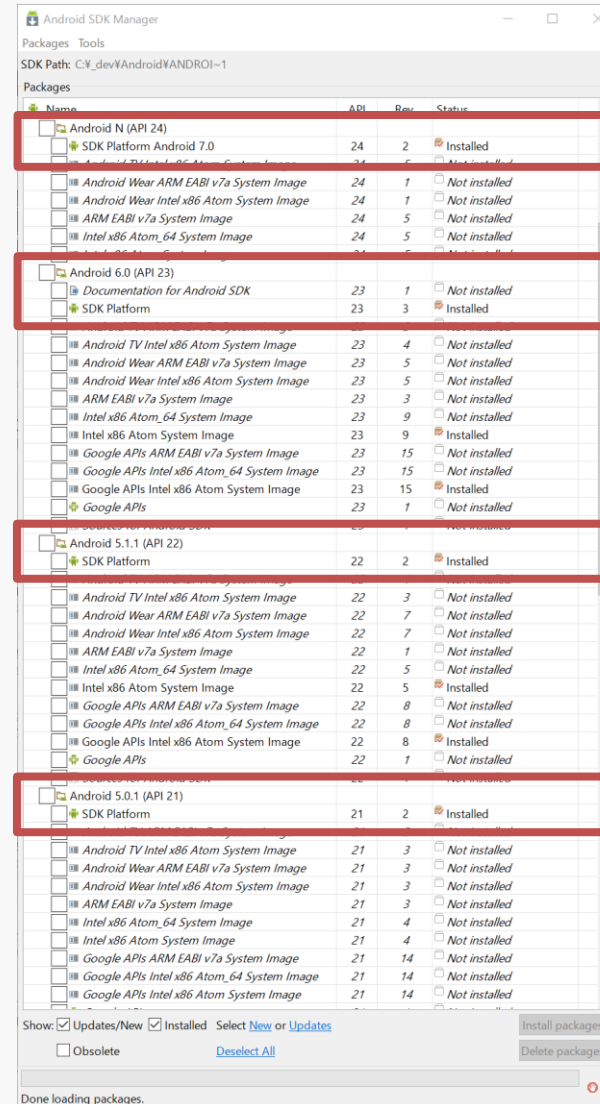 Android SDK Manager
Packages Tools
SDK Path: C:¥_dev¥Android¥ANDROI~1
Packages
Name API Rev. Status
Android N (API 24)
SDK Platform Android 7.0 24 2 Installed
Android Wear ARM EABI v7a System Image 24 1 Not installed
Android Wear Intel x86 Atom System Image 24 1 Not installed
ARM EABI v7a System Image 24 5 Not installed
Intel x86 Atom_64 System Image 24 5 Not installed
Android 6.0 (API 23)
Documentation for Android SDK 23 1 Not installed
SDK Platform 23 3 Installed
Android TV Intel x86 Atom System Image 23 4 Not installed
Android Wear ARM EABI v7a System Image 23 5 Not installed
Android Wear Intel x86 Atom System Image 23 5 Not installed
ARM EABI v7a System Image 23 3 Not installed
Intel x86 Atom_64 System Image 23 9 Not installed
Intel x86 Atom System Image 23 9 Installed
Google APIs ARM EABI v7a System Image 23 15 Not installed
Google APIs Intel x86 Atom_64 System Image 23 15 Not installed
Google APIs Intel x86 Atom System Image 23 15 Installed
Google APIs 23 1 Not installed
Android 5.1.1 (API 22)
SDK Platform 22 2 Installed
Android TV Intel x86 Atom System Image 22 3 Not installed
Android Wear ARM EABI v7a System Image 22 7 Not installed
Android Wear Intel x86 Atom System Image 22 7 Not installed
ARM EABI v7a System Image 22 1 Not installed
Intel x86 Atom_64 System Image 22 5 Not installed
Intel x86 Atom System Image 22 5 Installed
Google APIs ARM EABI v7a System Image 22 8 Not installed
Google APIs Intel x86 Atom_64 System Image 22 8 Not installed
Google APIs Intel x86 Atom System Image 22 8 Installed
Google APIs 22 1 Not installed
Android 5.0.1 (API 21)
SDK Platform 21 2 Installed
Android TV Intel x86 Atom System Image 21 3 Not installed
Android Wear ARM EABI v7a System Image 21 3 Not installed
Android Wear Intel x86 Atom System Image 21 3 Not installed
ARM EABI v7a System Image 21 3 Not installed
Intel x86 Atom_64 System Image 21 4 Not installed
Intel x86 Atom System Image 21 4 Not installed
Google APIs ARM EABI v7a System Image 21 14 Not installed
Google APIs Intel x86 Atom_64 System Image 21 14 Not installed
Google APIs Intel x86 Atom System Image 21 14 Not installed
Show: Updates/New Installed Select New or Updates Install packages
Obsolete Deselect All Delete package
Done loading packages.